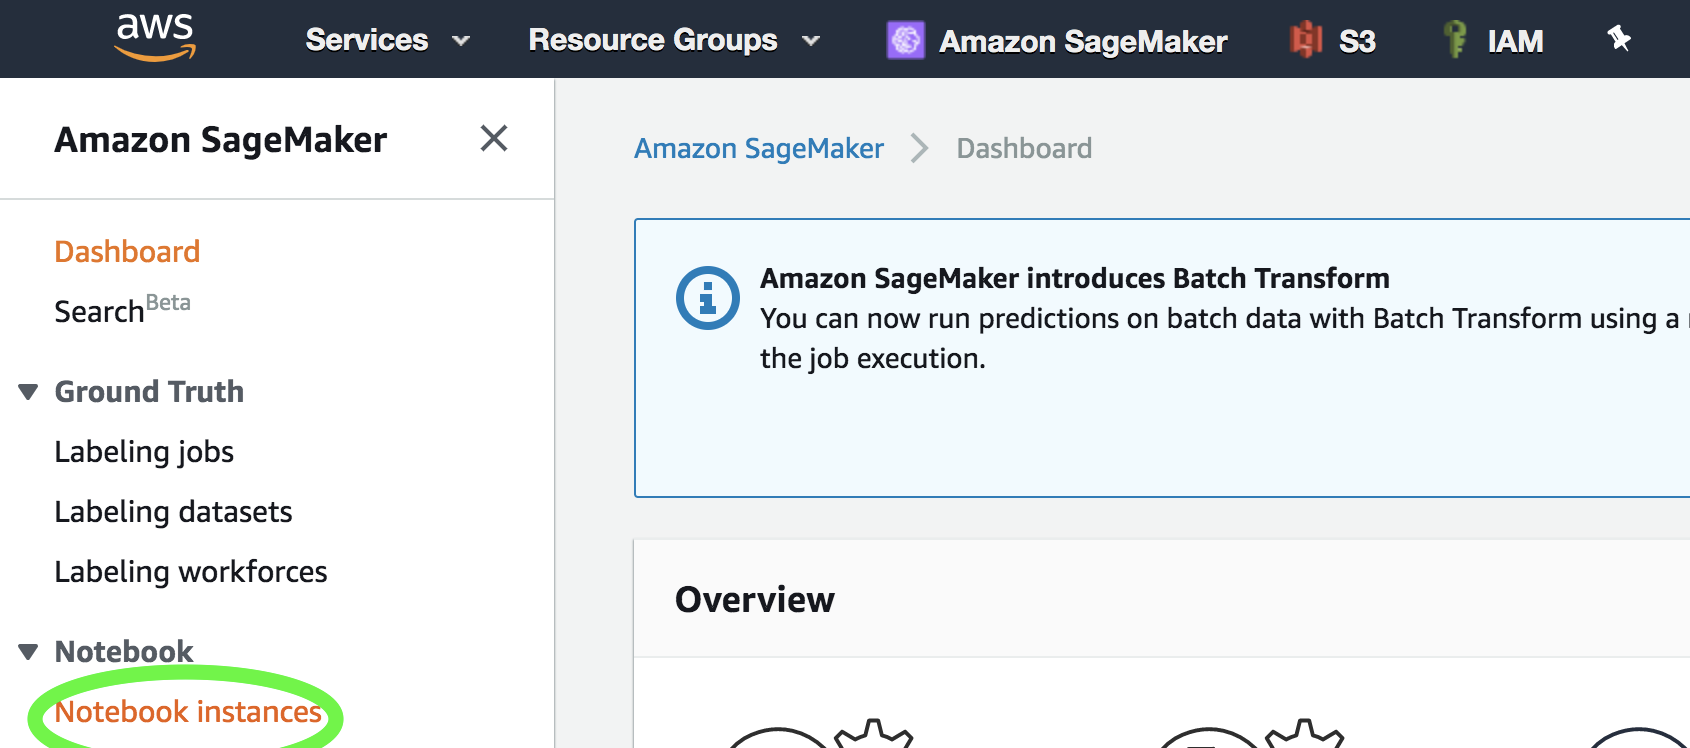 aws Services Resource Groups Amazon SageMaker S3 IAM
Amazon SageMaker
Amazon SageMaker Dashboard
Dashboard
Search Beta
Ground Truth
Labeling jobs
Labeling datasets
Labeling workforces
Notebook
Notebook instances
Amazon SageMaker introduces Batch Transform
You can now run predictions on batch data with Batch Transform using a
the job execution.
Overview